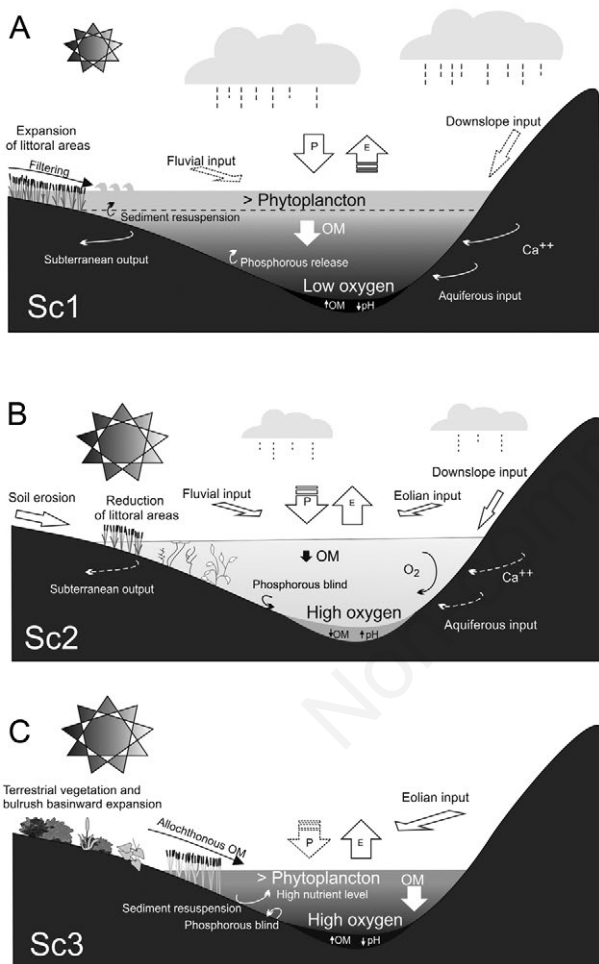 A
Expansion
of littoral areas
Filtering
Fluvial input
P
E
Downslope input
> Phytoplancton
Sediment resuspension
OM
Subterranean output
Phosphorous release
Ca++
Low oxygen
Aquiferous input
↑OM ↓pH
Sc1
B
Soil erosion
Reduction
of littoral areas
Fluvial input
P
E
Eolian input
Downslope input
OM
O2
Subterranean output
Phosphorous blind
Ca++
High oxygen
Aquiferous input
↓OM ↑pH
Sc2
C
Terrestrial vegetation and
bulrush basinward expansion
Allochthonous OM
P
E
Eolian input
> Phytoplancton
OM
High nutrient level
Sediment resuspension
Phosphorous blind
High oxygen
↑OM ↓pH
Sc3